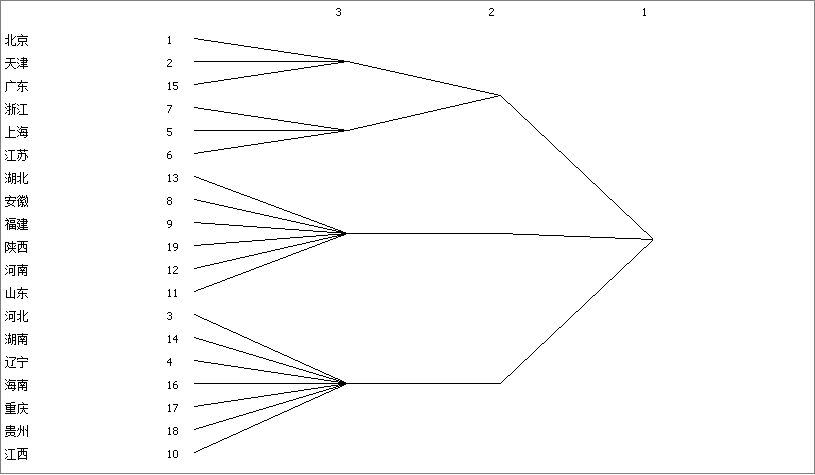 3 2 1
北京 1
天津 2
广东 15
浙江 7
上海 5
江苏 6
湖北 13
安徽 8
福建 9
陕西 19
河南 12
山东 11
河北 3
湖南 14
辽宁 4
海南 16
重庆 17
贵州 18
江西 10